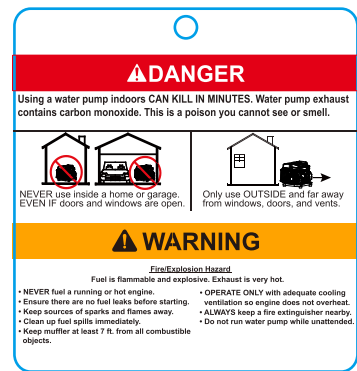 DANGER
Using a water pump indoors CAN KILL IN MINUTES. Water pump exhaust
contains carbon monoxide. This is a poison you cannot see or smell.
NEVER use inside a home or garage.
EVEN IF doors and windows are open.
Only use OUTSIDE and far away
from windows, doors, and vents.
WARNING
Fire/Explosion Hazard
Fuel is flammable and explosive. Exhaust is very hot.
• NEVER fuel a running or hot engine.
• Ensure there are no fuel leaks before starting.
• Keep sources of sparks and flames away.
• Clean up fuel spills immediately.
• Keep muffler at least 7 ft. from all combustible
objects.
• OPERATE ONLY with adequate cooling
ventilation so engine does not overheat.
• ALWAYS keep a fire extinguisher nearby.
• Do not run water pump while unattended.